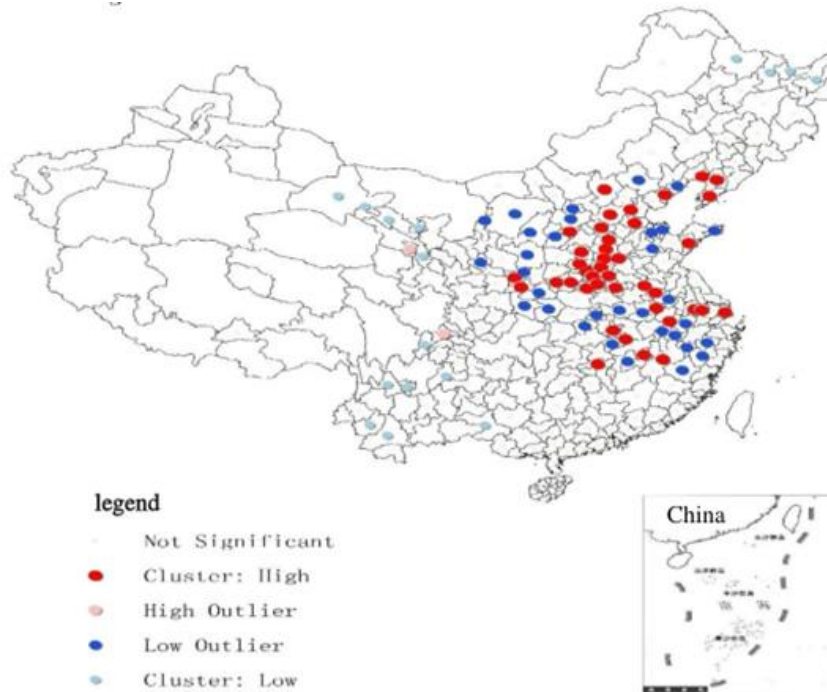 legend
Not Significant
Cluster: High
High Outlier
Low Outlier
Cluster: Low
China